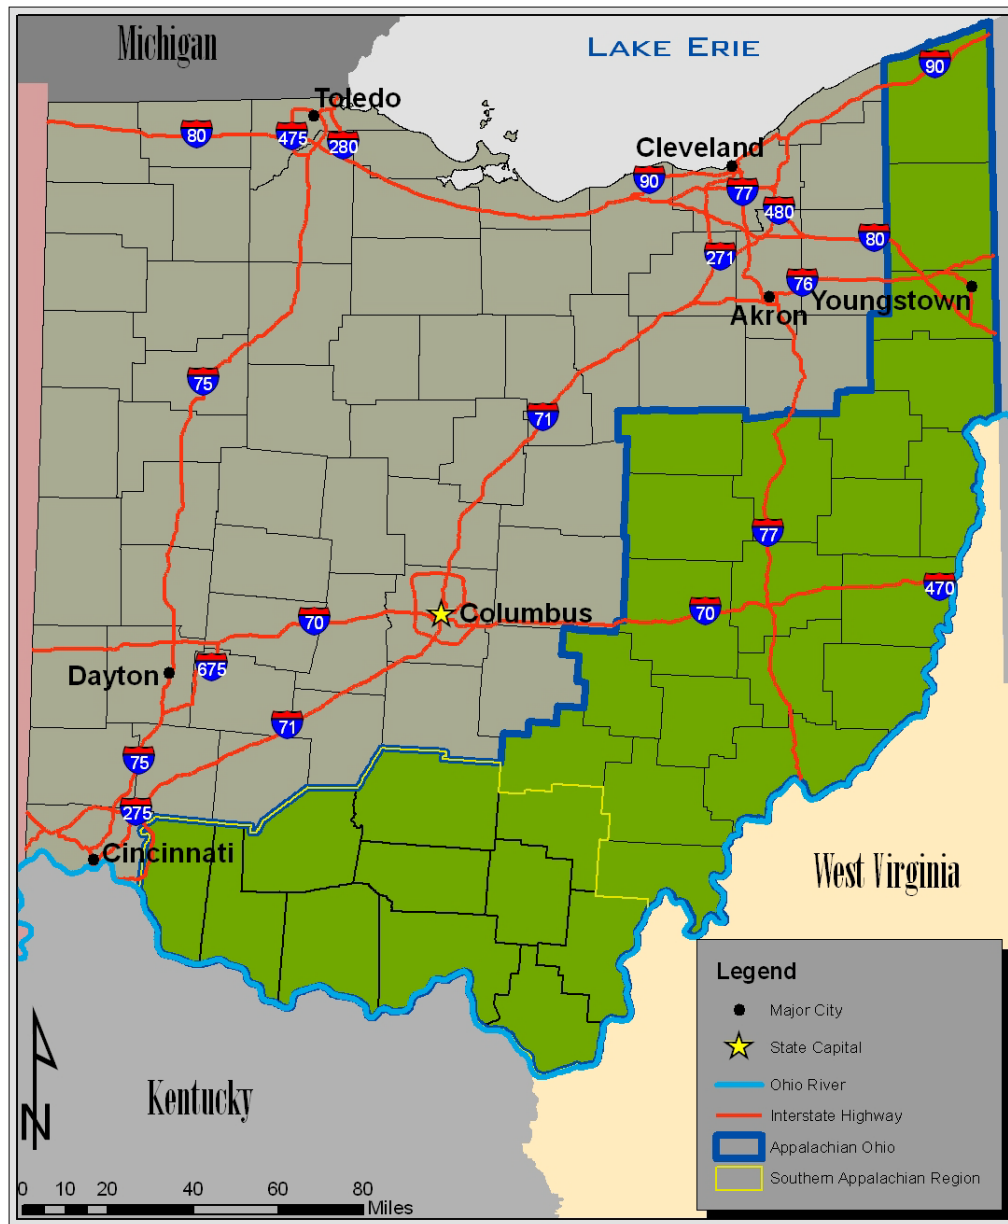 Michigan
LAKE ERIE
90
Toledo
80
475
280
Cleveland
90
77
480
271
80
76
Youngstown
Akron
75
71
77
470
70
70
Columbus
675
Dayton
71
75
275
Cincinnati
West Virginia
Kentucky
N
0 10 20 40 60 80
Miles
Legend
Major City
State Capital
Ohio River
Interstate Highway
Appalachian Ohio
Southern Appalachian Region